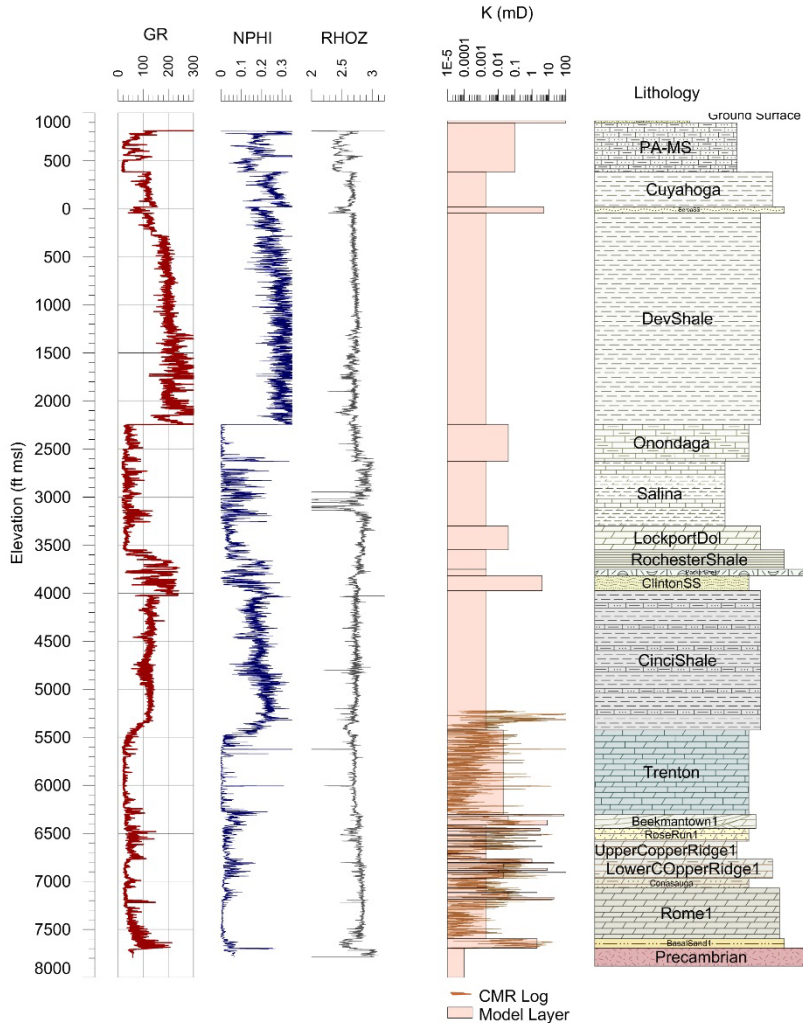 K (mD)
GR
NPHI
RHOZ
0
100
200
300
0
0.1
0.2
0.3
2
2.5
3
1E-5
0.0001
0.001
0.01
0.1
1
10
100
Lithology
Ground Surface
Elevation (ft msl)
1000
500
0
500
1000
1500
2000
2500
3000
3500
4000
4500
5000
5500
6000
6500
7000
7500
8000
PA-MS
Cuyahoga
DevShale
Onondaga
Salina
LockportDol
RochesterShale
ClintonSS
CinciShale
Trenton
Beekmantown1
RoseRun1
UpperCopperRidge1
LowerCOpperRidge1
Conasauga
Rome1
BasalSand1
Precambrian
CMR Log
Model Layer